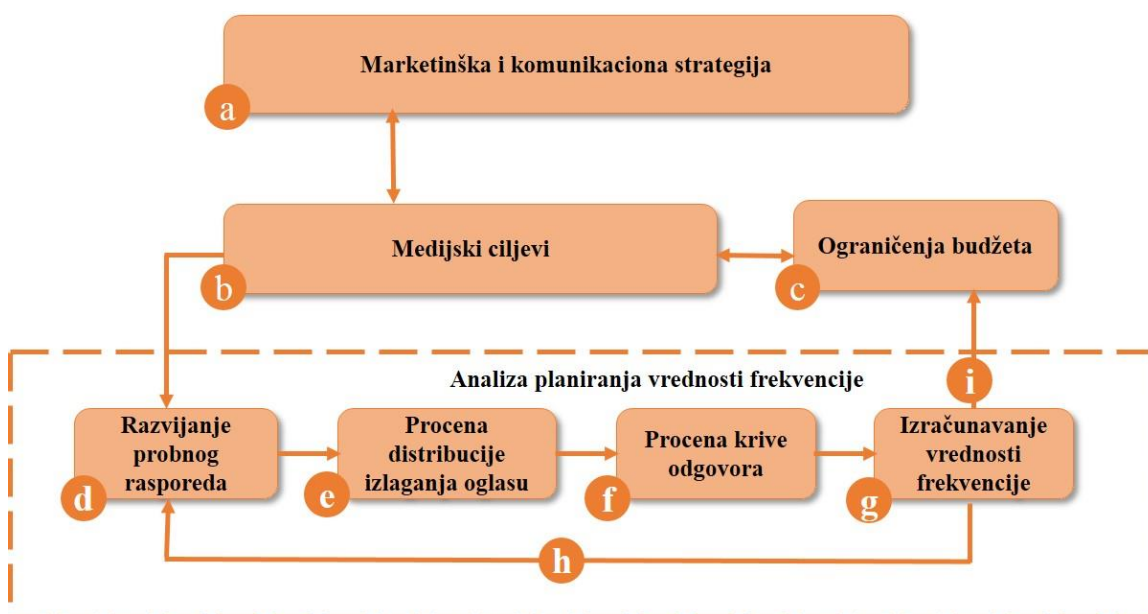 Marketinška i komunikaciona strategija
a
Medijski ciljevi
b
Ograničenja budžeta
c
Analiza planiranja vrednosti frekvencije
i
Razvijanje
probnog
rasporeda
d
Procena
distribucije
izlaganja oglasu
e
Procena krive
odgovora
f
Izračunavanje
vrednosti
frekvencije
g
h